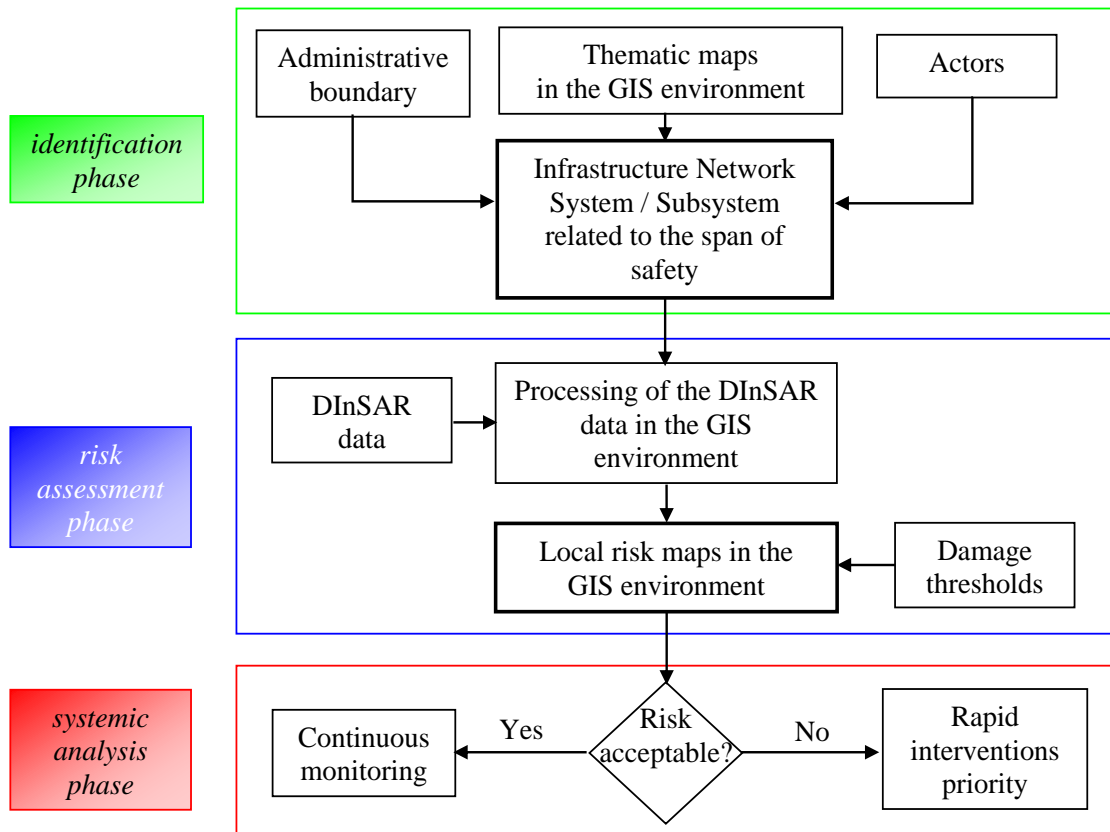 Administrative
boundary
Thematic maps
in the GIS environment
Actors
identification
phase
Infrastructure Network
System / Subsystem
related to the span of
safety
DInSAR
data
Processing of the DInSAR
data in the GIS
environment
risk
assessment
phase
Local risk maps in the
GIS environment
Damage
thresholds
systemic
analysis
phase
Continuous
monitoring
Yes
Risk
acceptable?
No
Rapid
interventions
priority